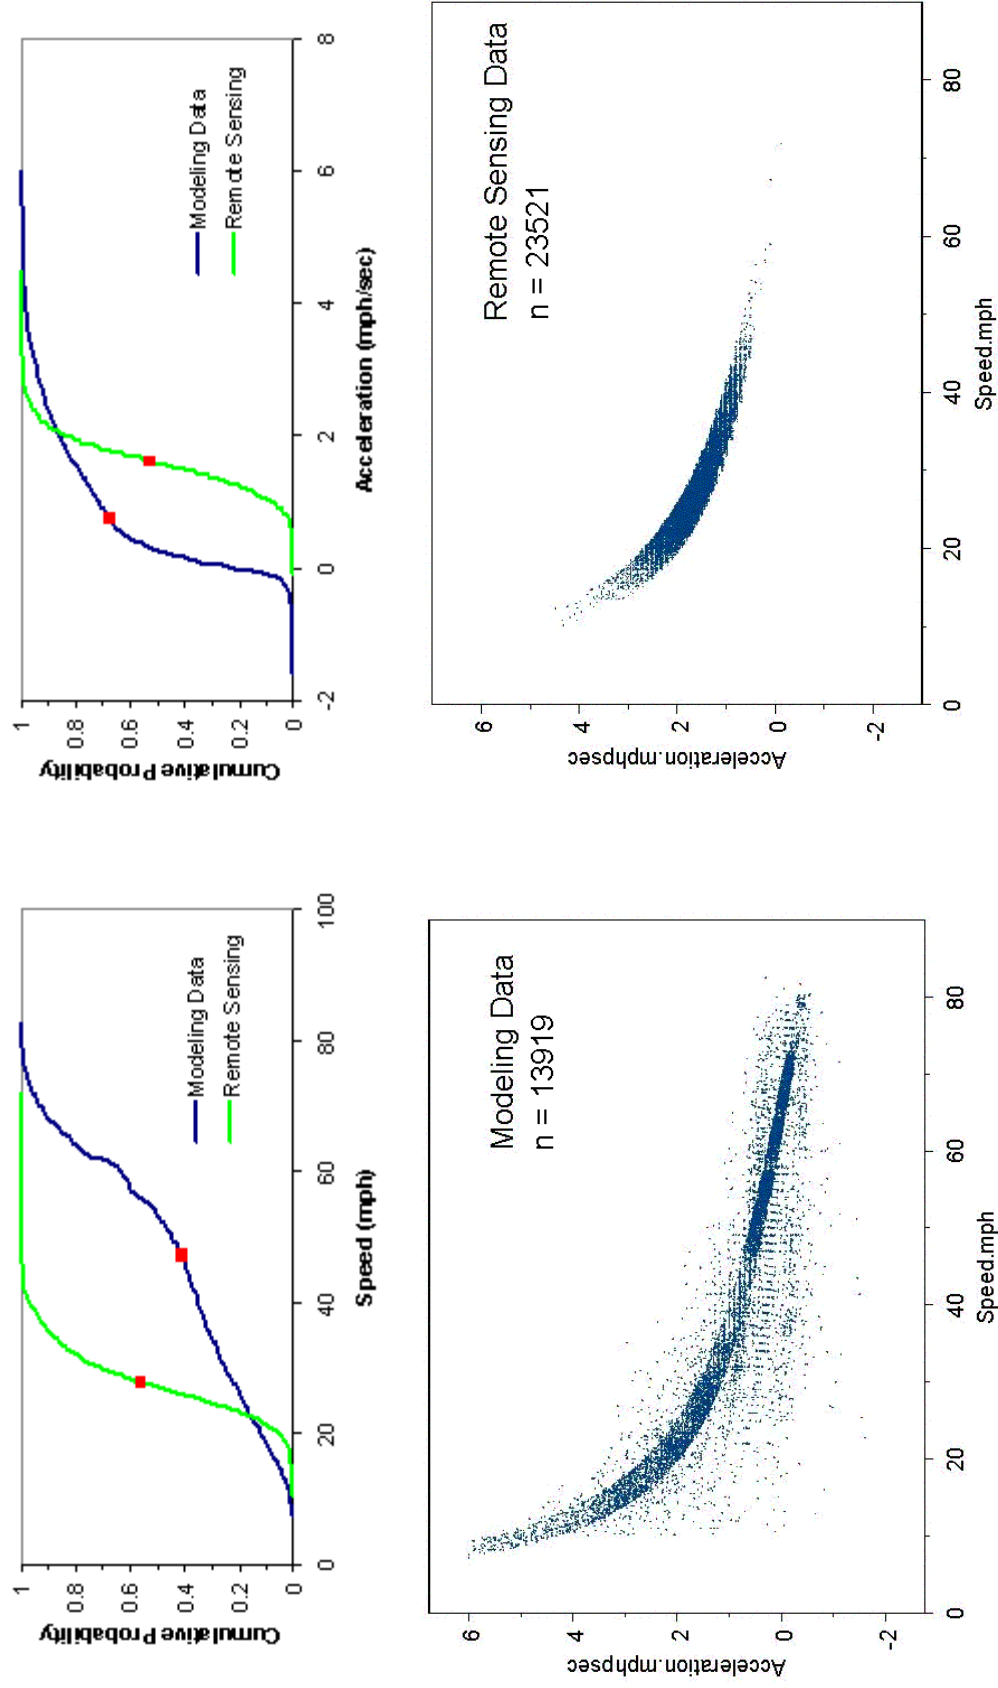 Cumulative Probability
1
0.8
0.6
0.4
0.2
0
0
20
40
60
80
100
Speed (mph)
Modeling Data
Remote Sensing
Cumulative Probability
1
0.8
0.6
0.4
0.2
0
-2
0
2
4
6
8
Acceleration (mph/sec)
Modeling Data
Remote Sensing
Modeling Data
n = 13919
Acceleration.mphpsec
6
4
2
0
-2
0
20
40
60
80
Speed.mph
Remote Sensing Data
n = 23521
Acceleration.mphpsec
6
4
2
0
-2
0
20
40
60
80
Speed.mph